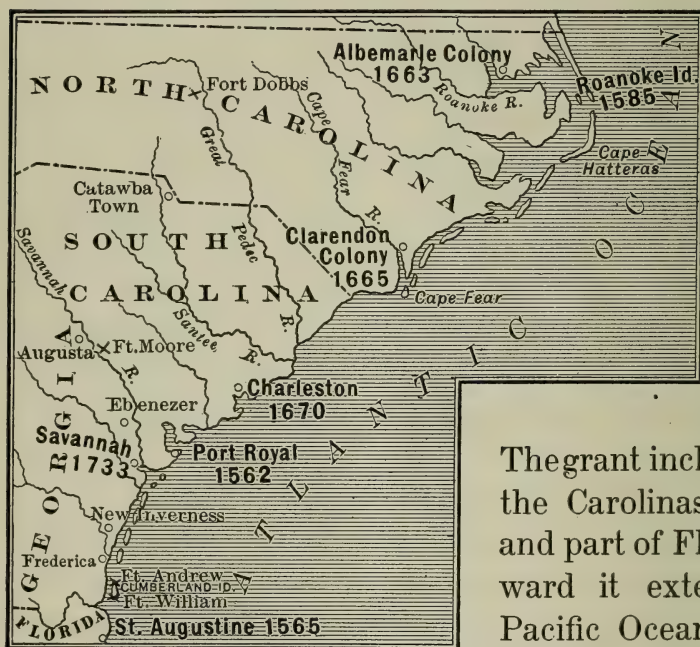 Albemarle Colony
1663
Roanoke Id.
1585
Roanoke R.
NORTH CAROLINA
Fort Dobbs
Cape Fear R.
Great Pedee R.
Cape
Hatteras
Catawba
Town
Clarendon
Colony
1665
Cape Fear
SOUTH
CAROLINA
Savannah R.
Santee R.
Augusta
Ft. Moore
Charleston
1670
Ebenezer
Savannah
1733
Port Royal
1562
GEORGIA
New Inverness
Frederica
Ft. Andrew
CUMBERLAND ID.
Ft. William
FLORIDA
St. Augustine 1565
ATLANTIC OCEAN
The grant incl
the Carolinas
and part of Fl
ward it exte
Pacific Ocean